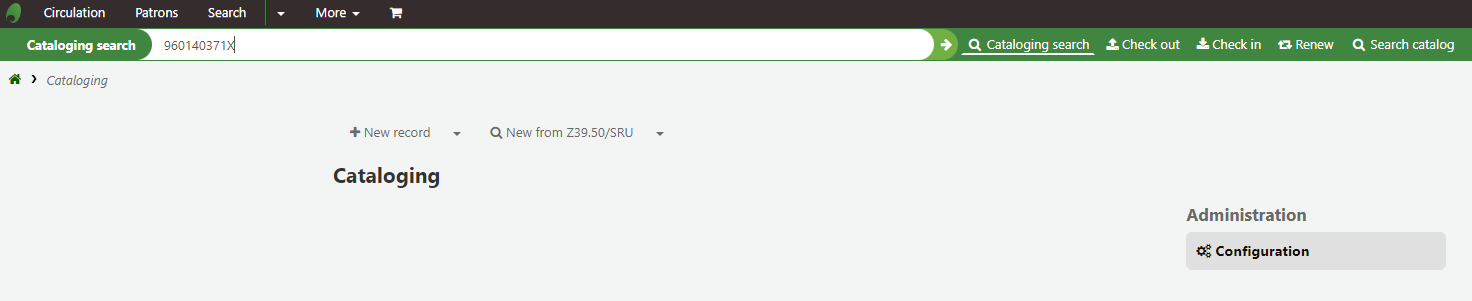 Circulation Patrons Search More
Cataloging search 960140371X Cataloging search Check out Check in Renew Search catalog
Cataloging
New record New from Z39.50/SRU
Cataloging
Administration
Configuration